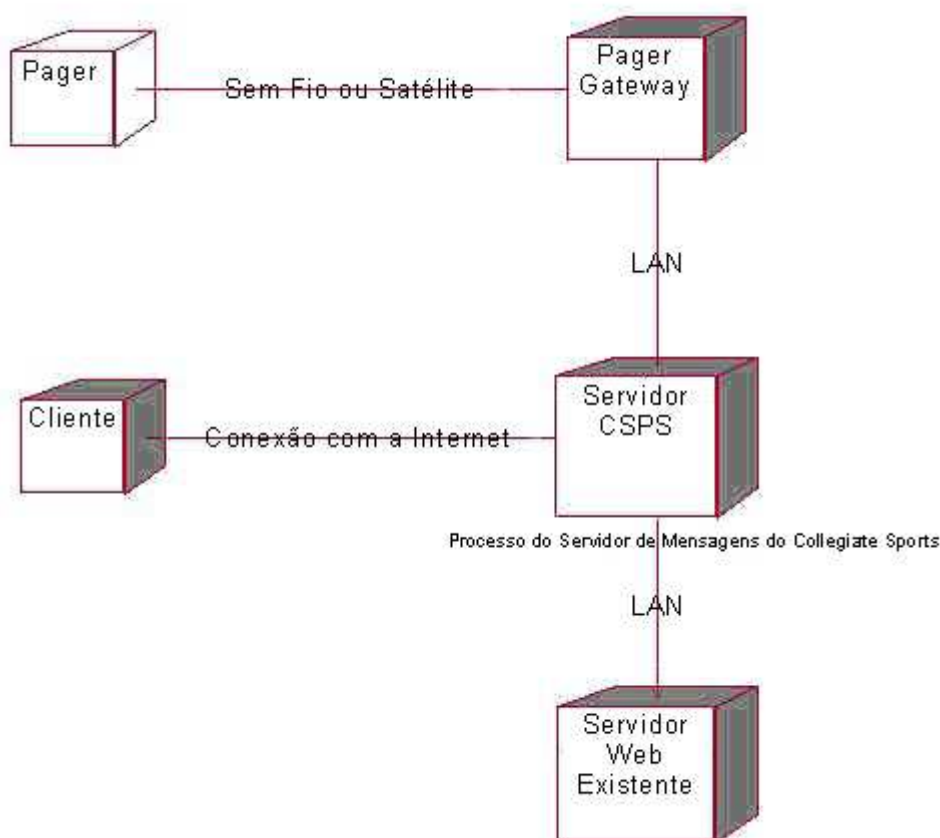 Pager
Sem Fio ou Satélite
Pager
Gateway
LAN
Cliente
Conexão com a Internet
Servidor
CSPS
Processo do Servidor de Mensagens do Collegiate Sports
LAN
Servidor
Web
Existente